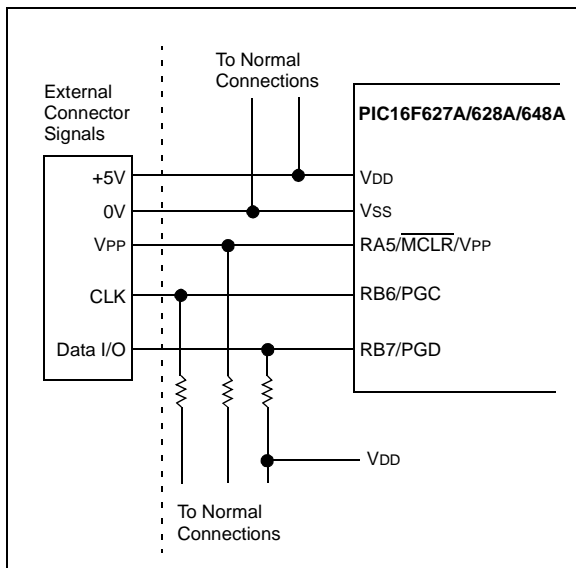 To Normal
Connections
External
Connector
Signals
PIC16F627A/628A/648A
+5V
VDD
0V
VSS
VPP
RA5/MCLR/VPP
CLK
RB6/PGC
Data I/O
RB7/PGD
VDD
To Normal
Connections